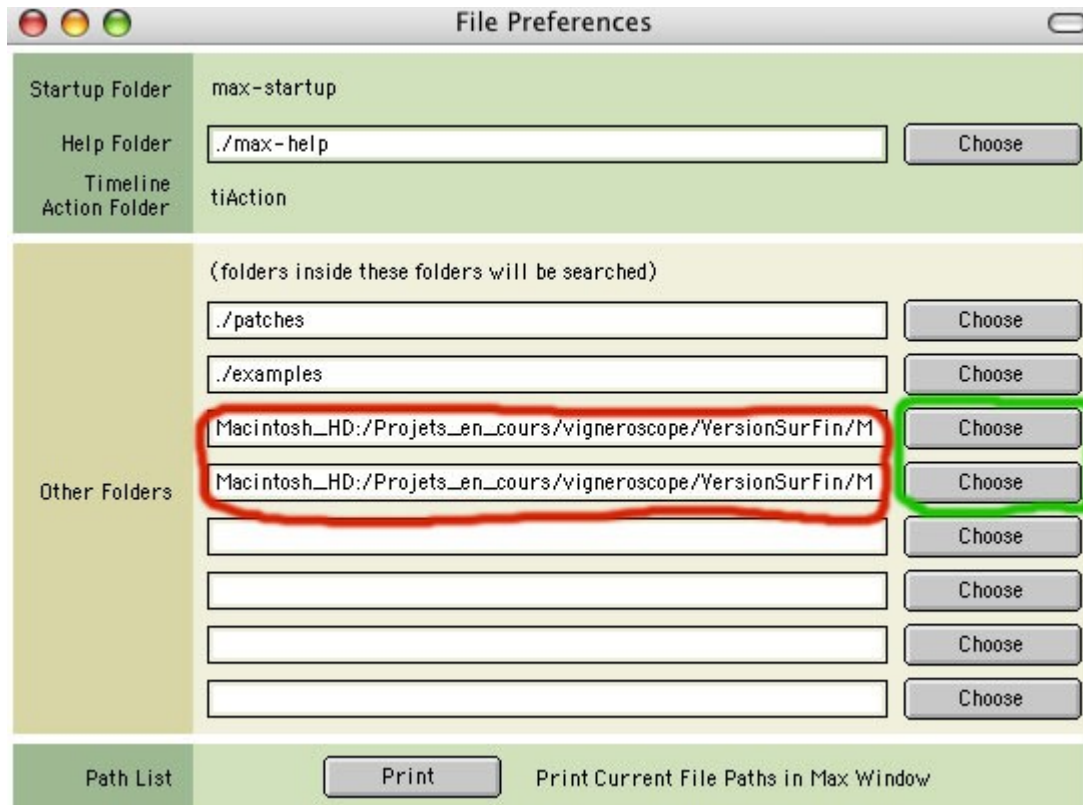 File Preferences
Startup Folder max-startup
Help Folder ./max-help Choose
Timeline
Action Folder tiAction
(folders inside these folders will be searched)
./patches Choose
./examples Choose
Macintosh_HD:/Projets_en_cours/vigneroscope/VersionSurFin/M Choose
Other Folders Macintosh_HD:/Projets_en_cours/vigneroscope/VersionSurFin/M Choose
Choose
Choose
Choose
Choose
Path List Print Print Current File Paths in Max Window